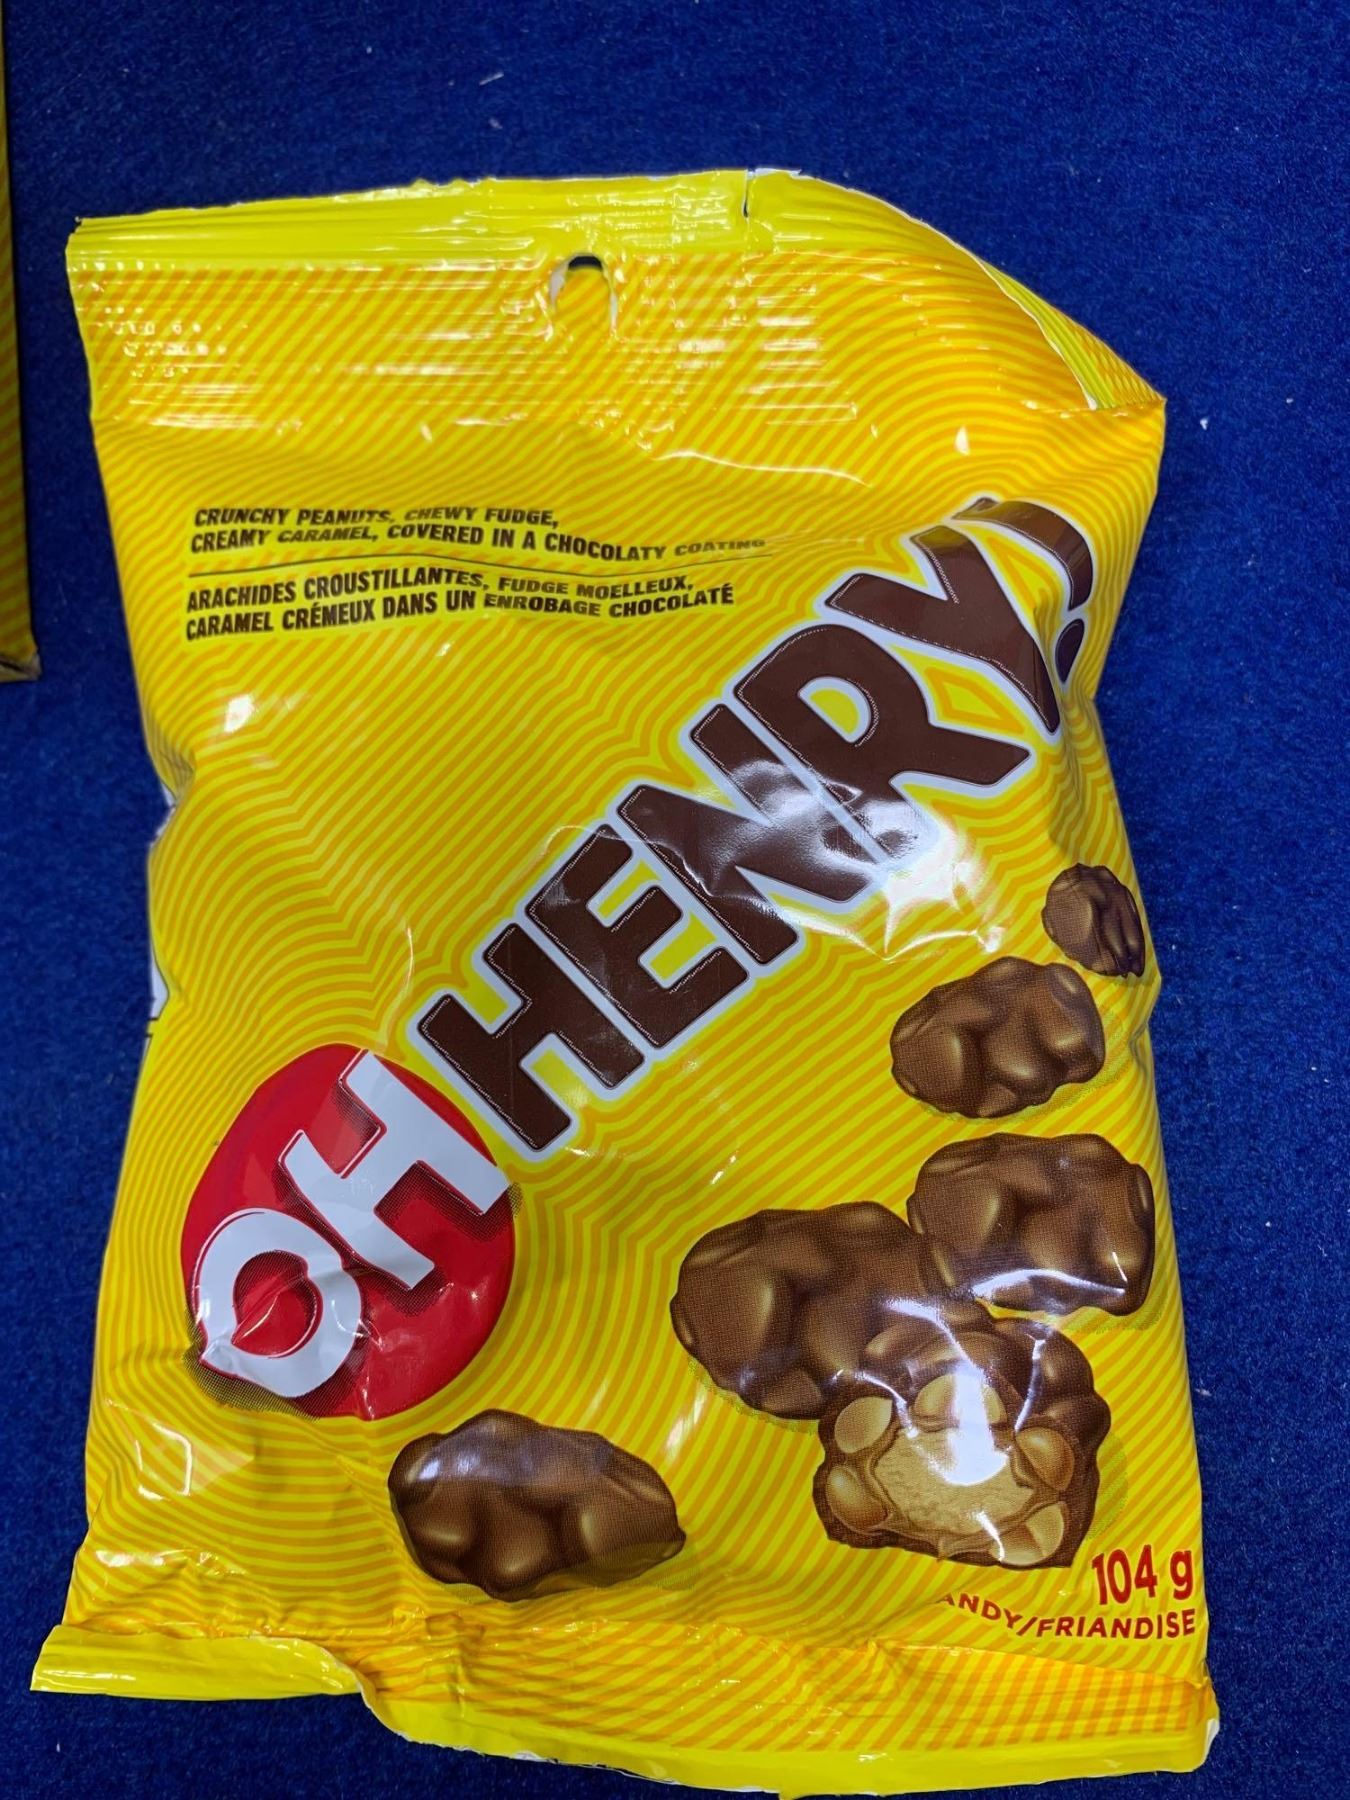 CRUNCHY PEANUTS, CHEWY FUDGE,
CREAMY CARAMEL, COVERED IN A CHOCOLATY COATING
ARACHIDES CROUSTILLANTES, FUDGE MOELLEUX,
CARAMEL CRÉMEUX DANS UN ENROBAGE CHOCOLATÉ
OH HENRY!
104 g
ANDY/FRIANDISE